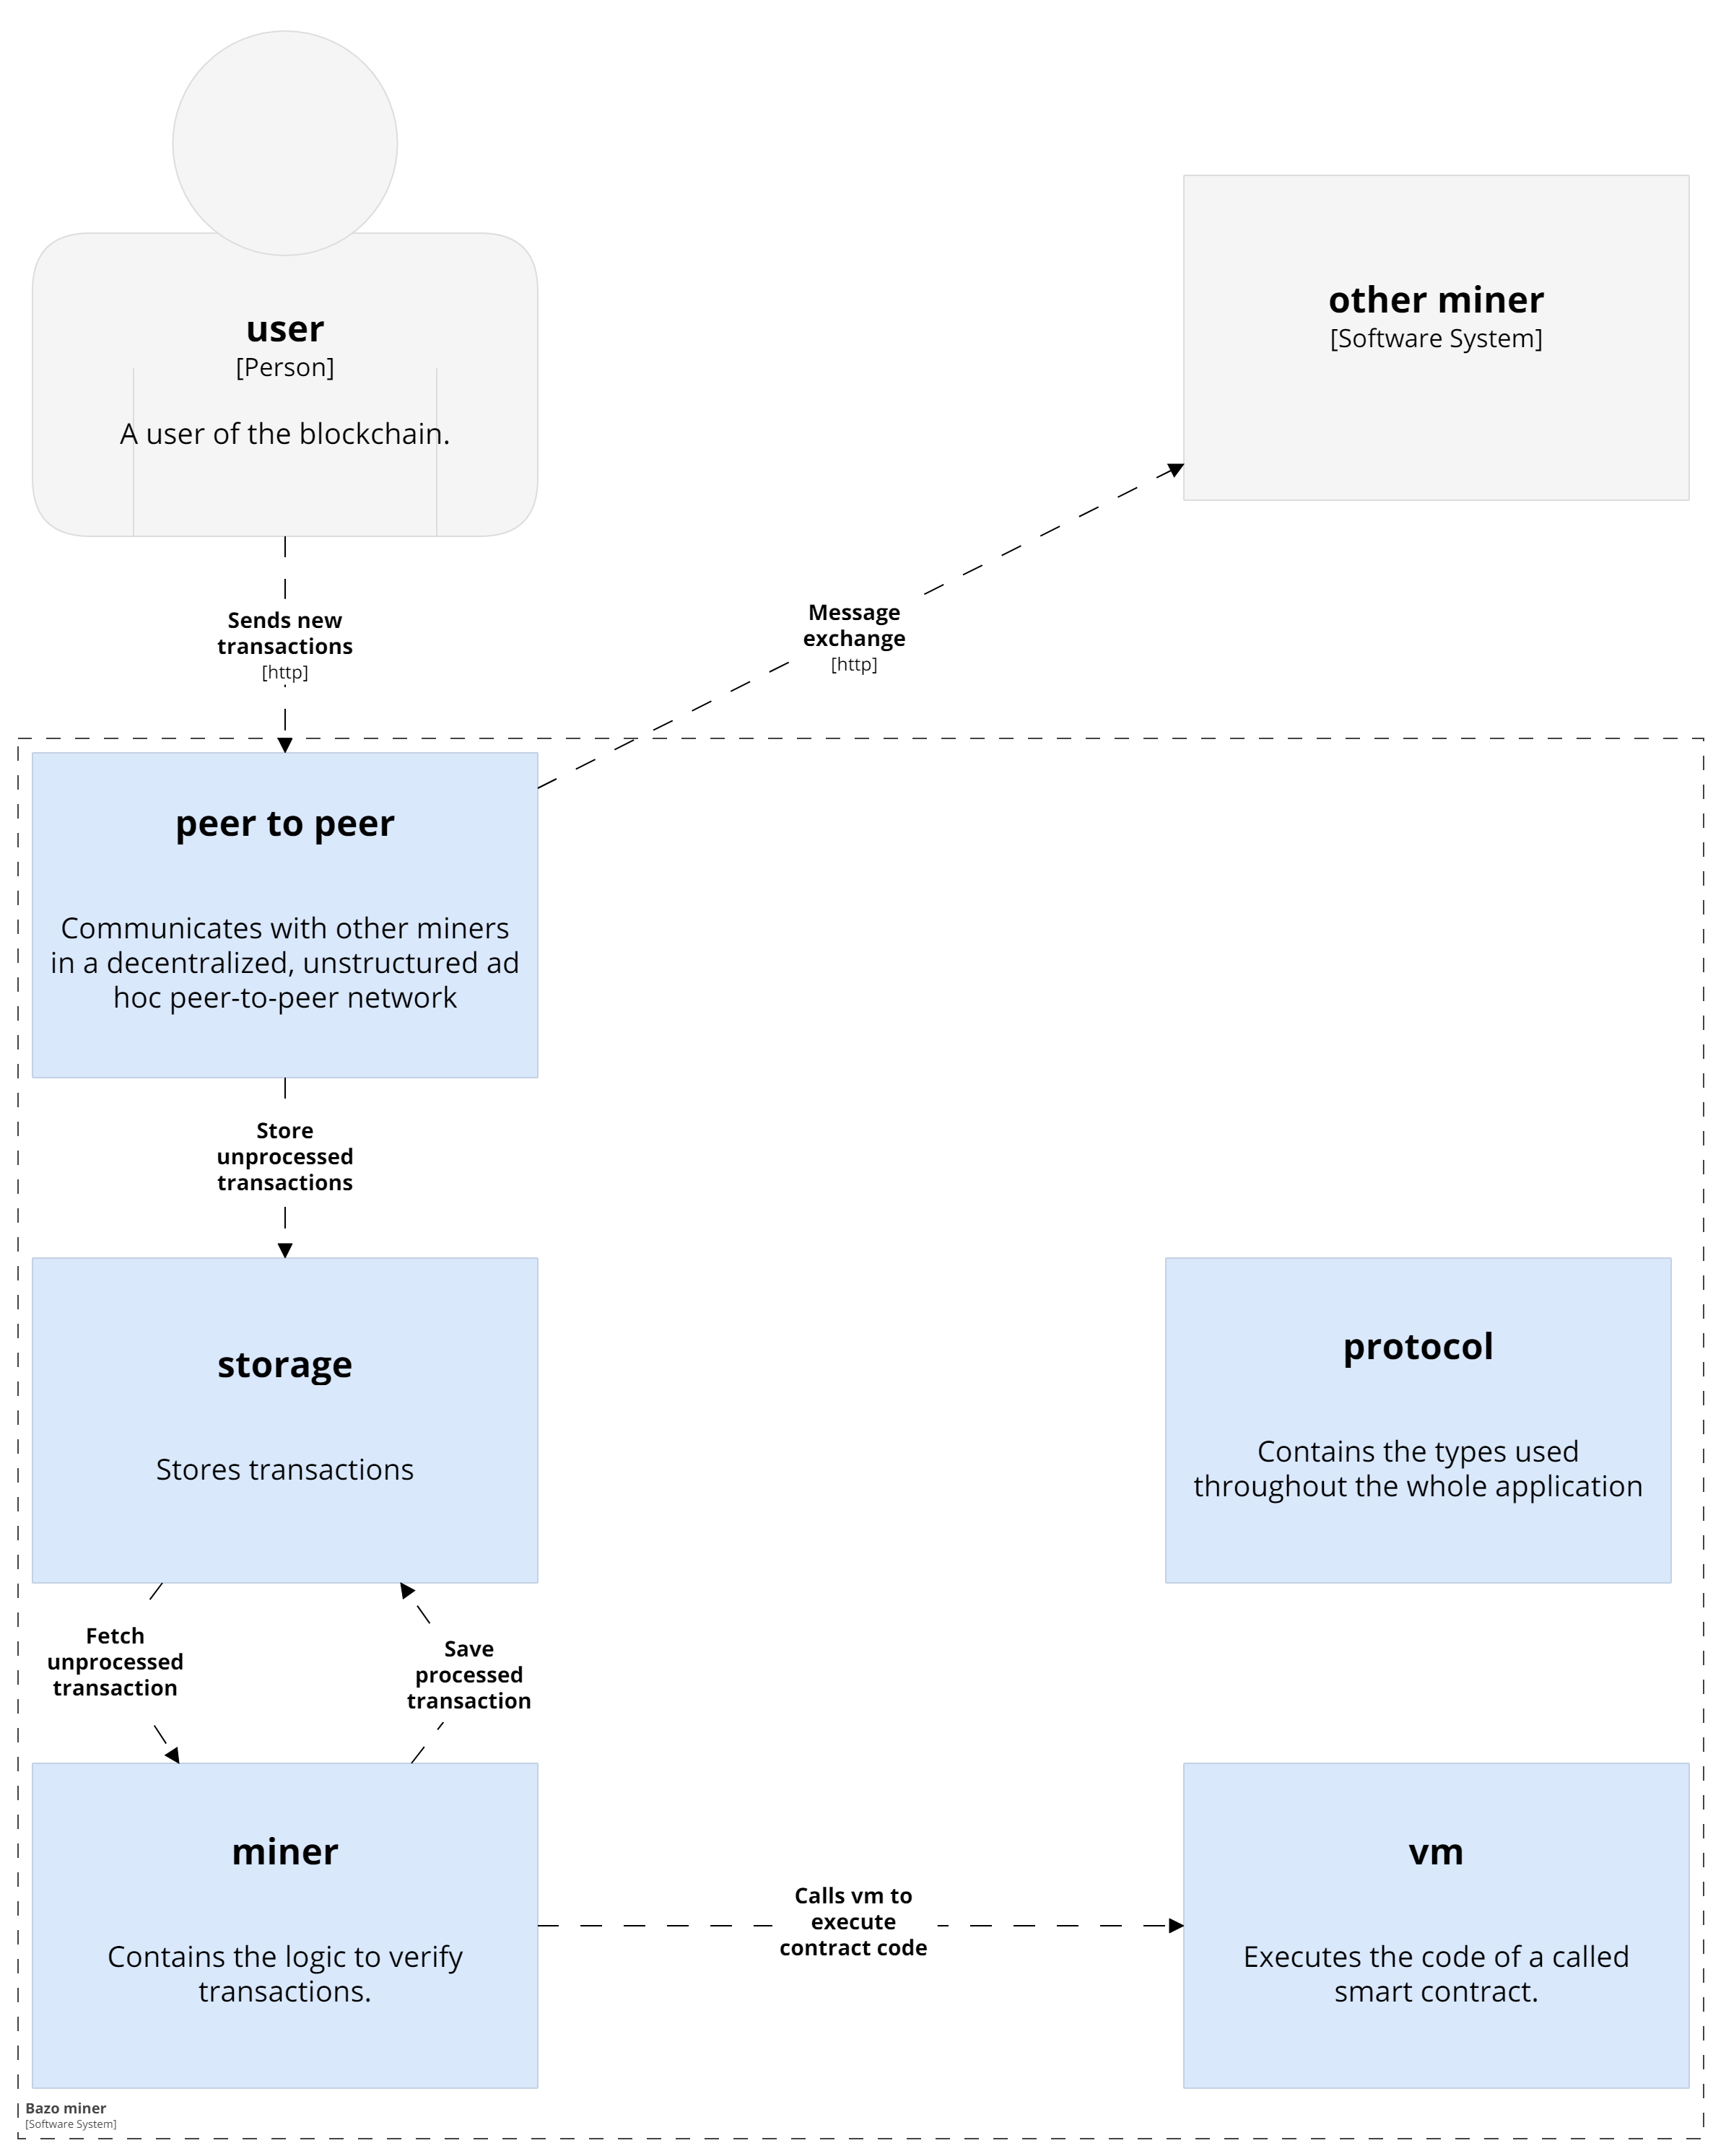 user
[Person]
A user of the blockchain.
other miner
[Software System]
Sends new
transactions
[http]
Message
exchange
[http]
peer to peer
Communicates with other miners
in a decentralized, unstructured ad
hoc peer-to-peer network
Store
unprocessed
transactions
storage
Stores transactions
protocol
Contains the types used
throughout the whole application
Fetch
unprocessed
transaction
Save
processed
transaction
miner
Contains the logic to verify
transactions.
Calls vm to
execute
contract code
vm
Executes the code of a called
smart contract.
Bazo miner
[Software System]